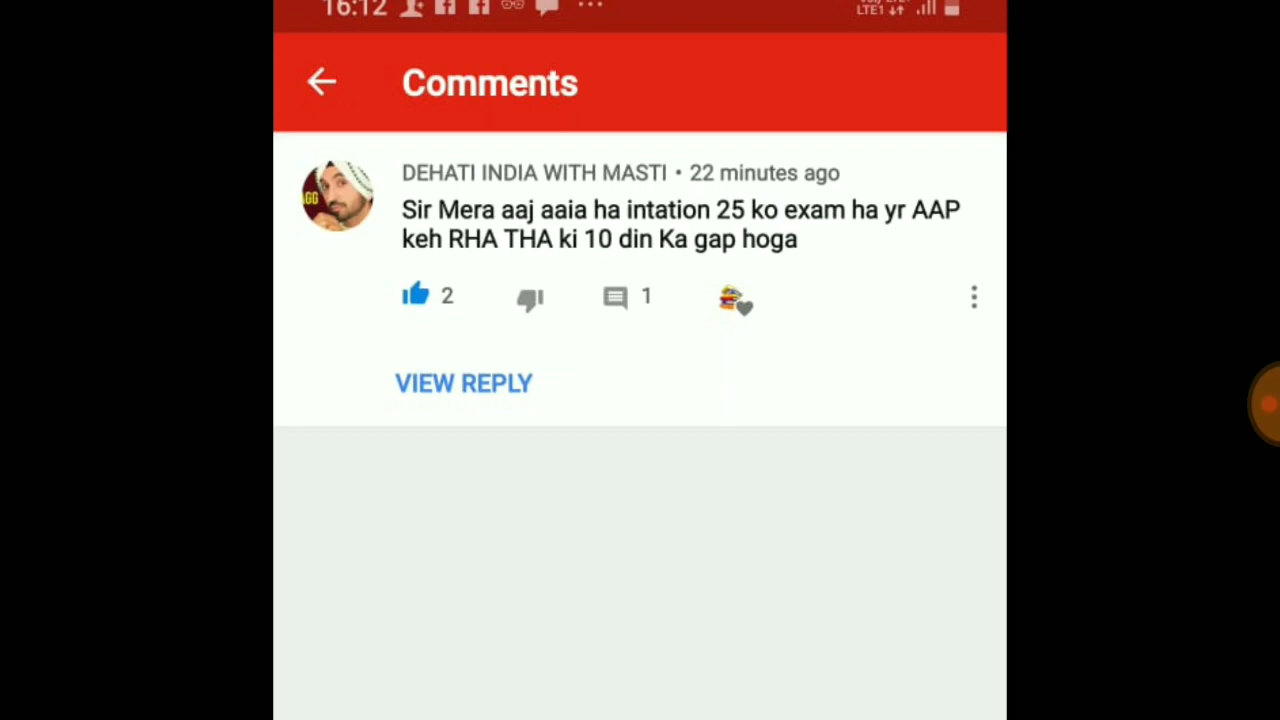 16:12
LTE1
Comments
DEHATI INDIA WITH MASTI • 22 minutes ago
Sir Mera aaj aaia ha intation 25 ko exam ha yr AAP
keh RHA THA ki 10 din Ka gap hoga
2
1
VIEW REPLY